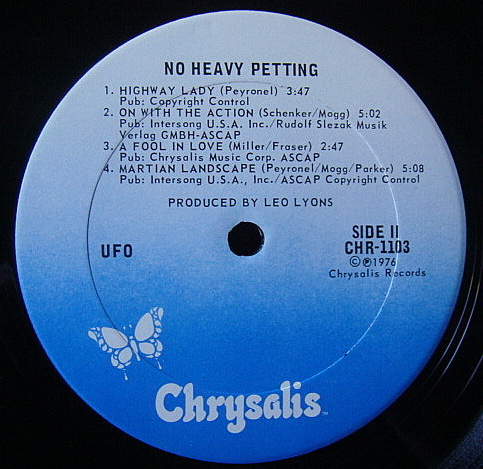 NO HEAVY PETTING
1. HIGHWAY LADY (Peyronel) 3:47
Pub: Copyright Control
2. ON WITH THE ACTION (Schenker/Mogg) 5:02
Pub: Intersong U.S.A. Inc./Rudolf Slezak Musik
Verlag GMBH-ASCAP
3. A FOOL IN LOVE (Miller/Fraser) 2:47
Pub: Chrysalis Music Corp. ASCAP
4. MARTIAN LANDSCAPE (Peyronel/Mogg/Parker) 5:08
Pub: Intersong U.S.A., Inc./ASCAP Copyright Control
PRODUCED BY LEO LYONS
UFO
SIDE II
CHR-1103
©℗1976
Chrysalis Records
Chrysalis™